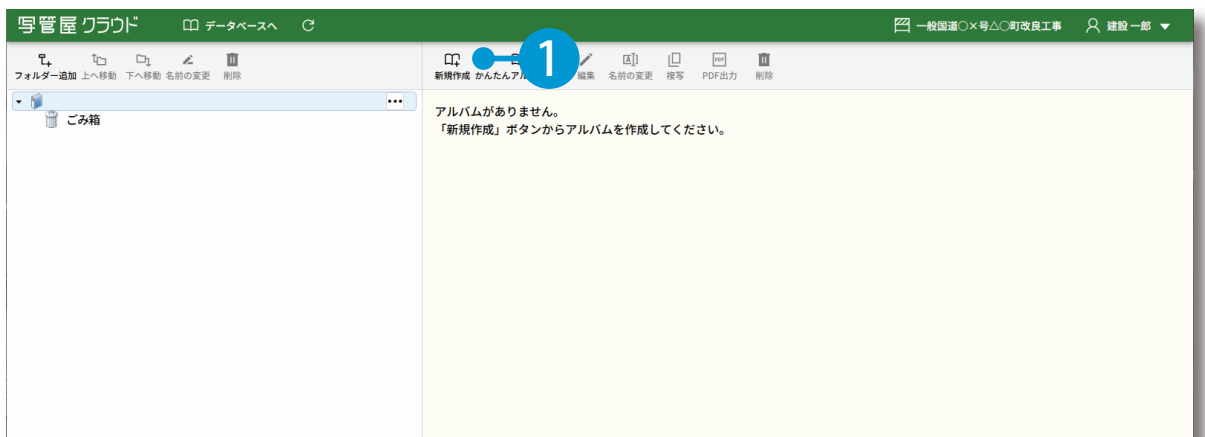 写管屋クラウド データベースへ 一般国道○×号△○町改良工事 建設 一郎
フォルダー追加 上へ移動 下へ移動 名前の変更 削除
新規作成 かんたんア 編集 名前の変更 複写 PDF出力 削除
1
ごみ箱
アルバムがありません。
「新規作成」ボタンからアルバムを作成してください。